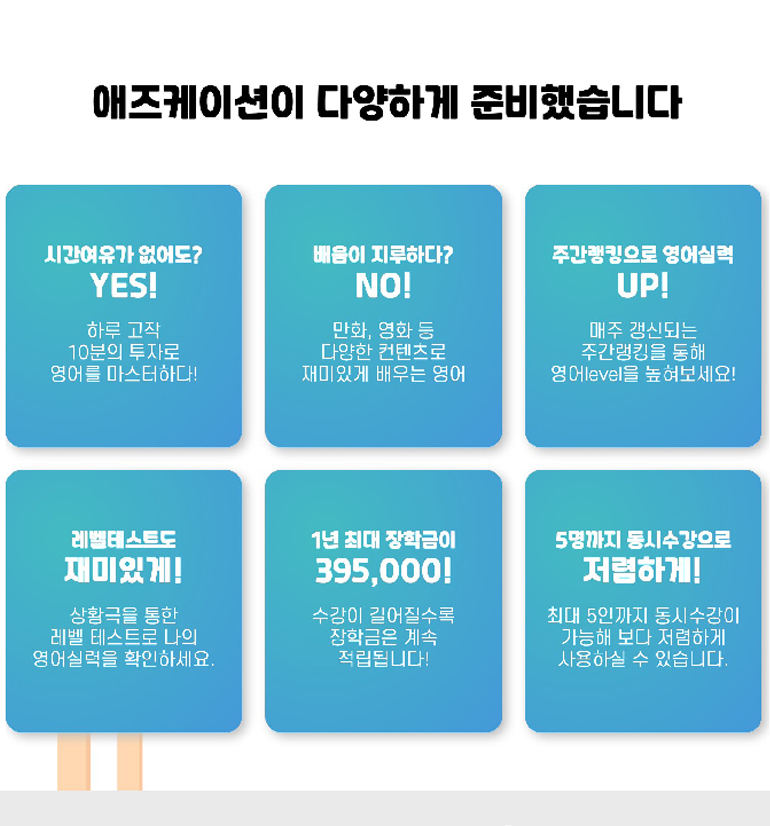 애즈케이션이 다양하게 준비했습니다
시간여유가 없어도?
YES!
하루 고작
10분의 투자로
영어를 마스터하다!
배움이 지루하다?
NO!
만화, 영화 등
다양한 컨텐츠로
재미있게 배우는 영어
주간랭킹으로 영어실력
UP!
매주 갱신되는
주간랭킹을 통해
영어level을 높혀보세요!
레벨테스트도
재미있게!
상황극을 통한
레벨 테스트로 나의
영어실력을 확인하세요.
1년 최대 장학금이
395,000!
수강이 길어질수록
장학금은 계속
적립됩니다!
5명까지 동시수강으로
저렴하게!
최대 5인까지 동시수강이
가능해 보다 저렴하게
사용하실 수 있습니다.